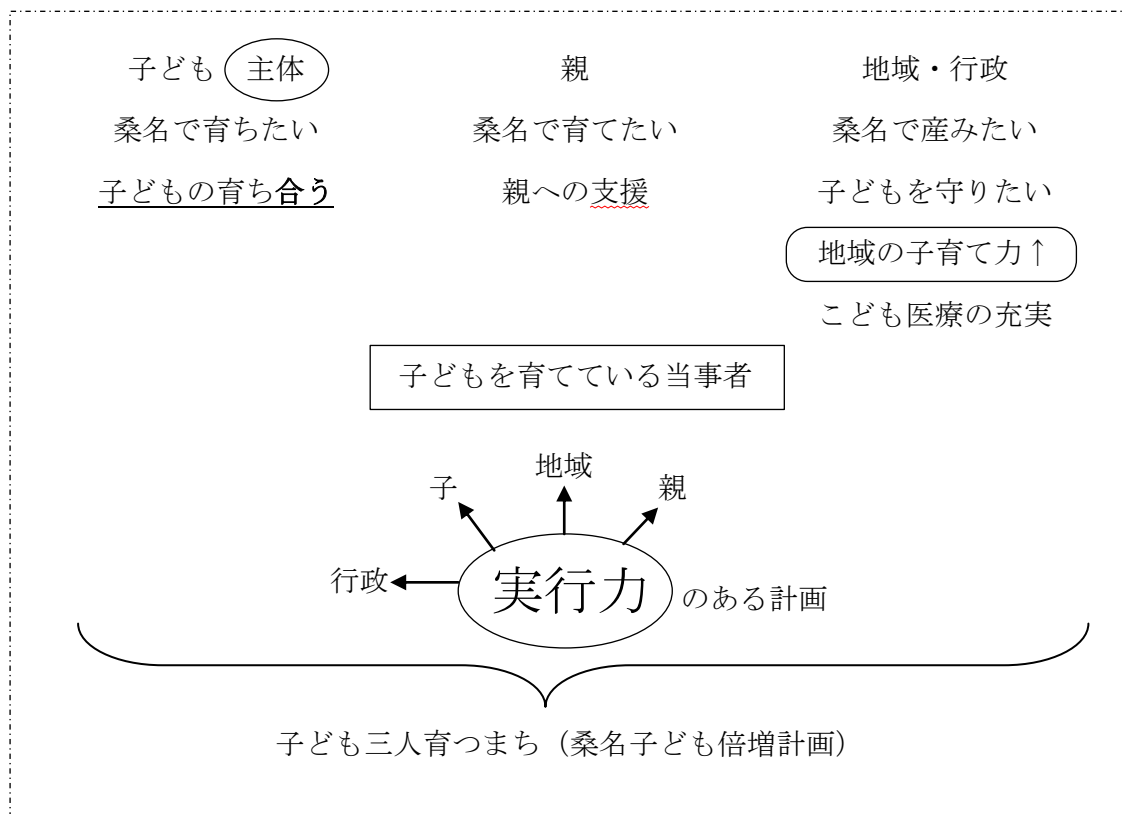 子ども 主体 親 地域・行政
桑名で育ちたい 桑名で育てたい 桑名で産みたい
子どもの育ち合う 親への支援 子どもを守りたい
地域の子育て力↑
こども医療の充実
子どもを育てている当事者
地域
子 親
行政 実行力 のある計画
子ども三人育つまち（桑名子ども倍増計画）